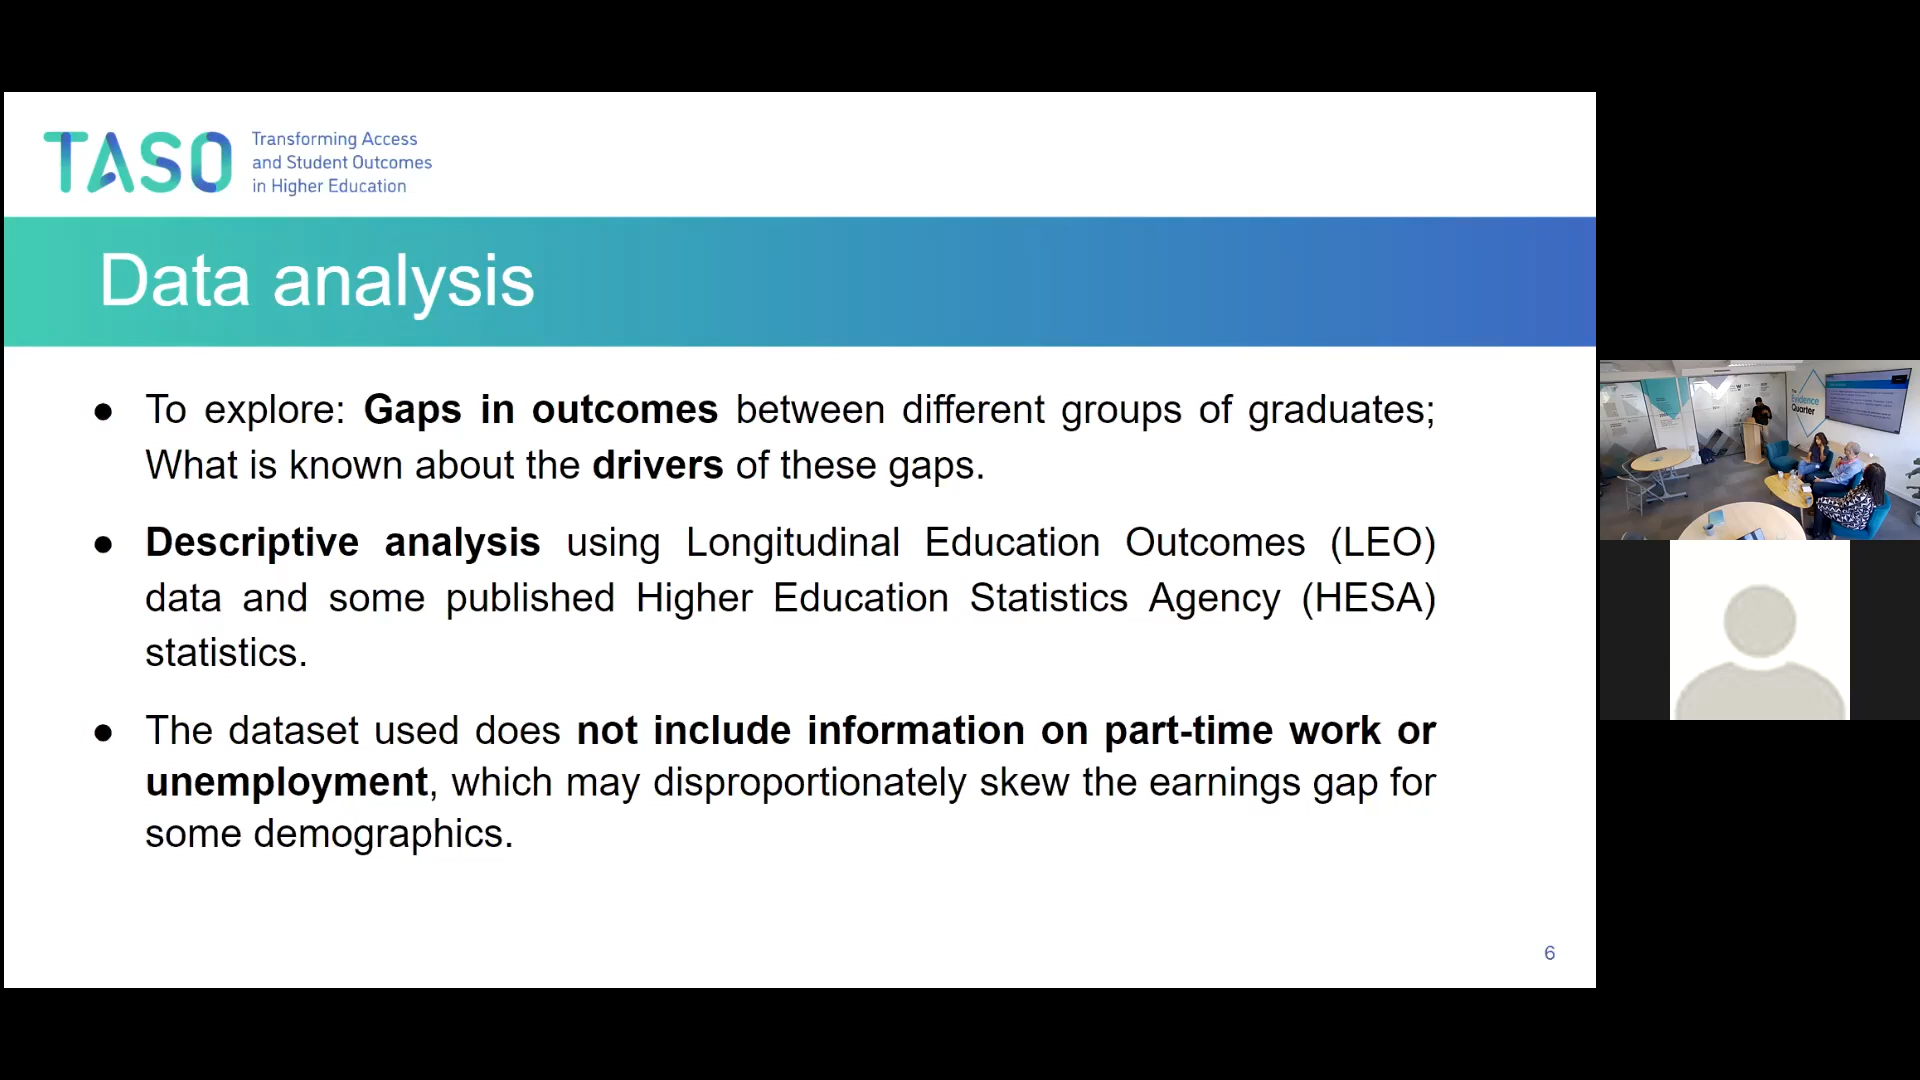 TASO
Transforming Access
and Student Outcomes
in Higher Education
Data analysis
● To explore: Gaps in outcomes between different groups of graduates;
What is known about the drivers of these gaps.
● Descriptive analysis using Longitudinal Education Outcomes (LEO)
data and some published Higher Education Statistics Agency (HESA)
statistics.
● The dataset used does not include information on part-time work or
unemployment, which may disproportionately skew the earnings gap for
some demographics.
6
Evidence
Quarter